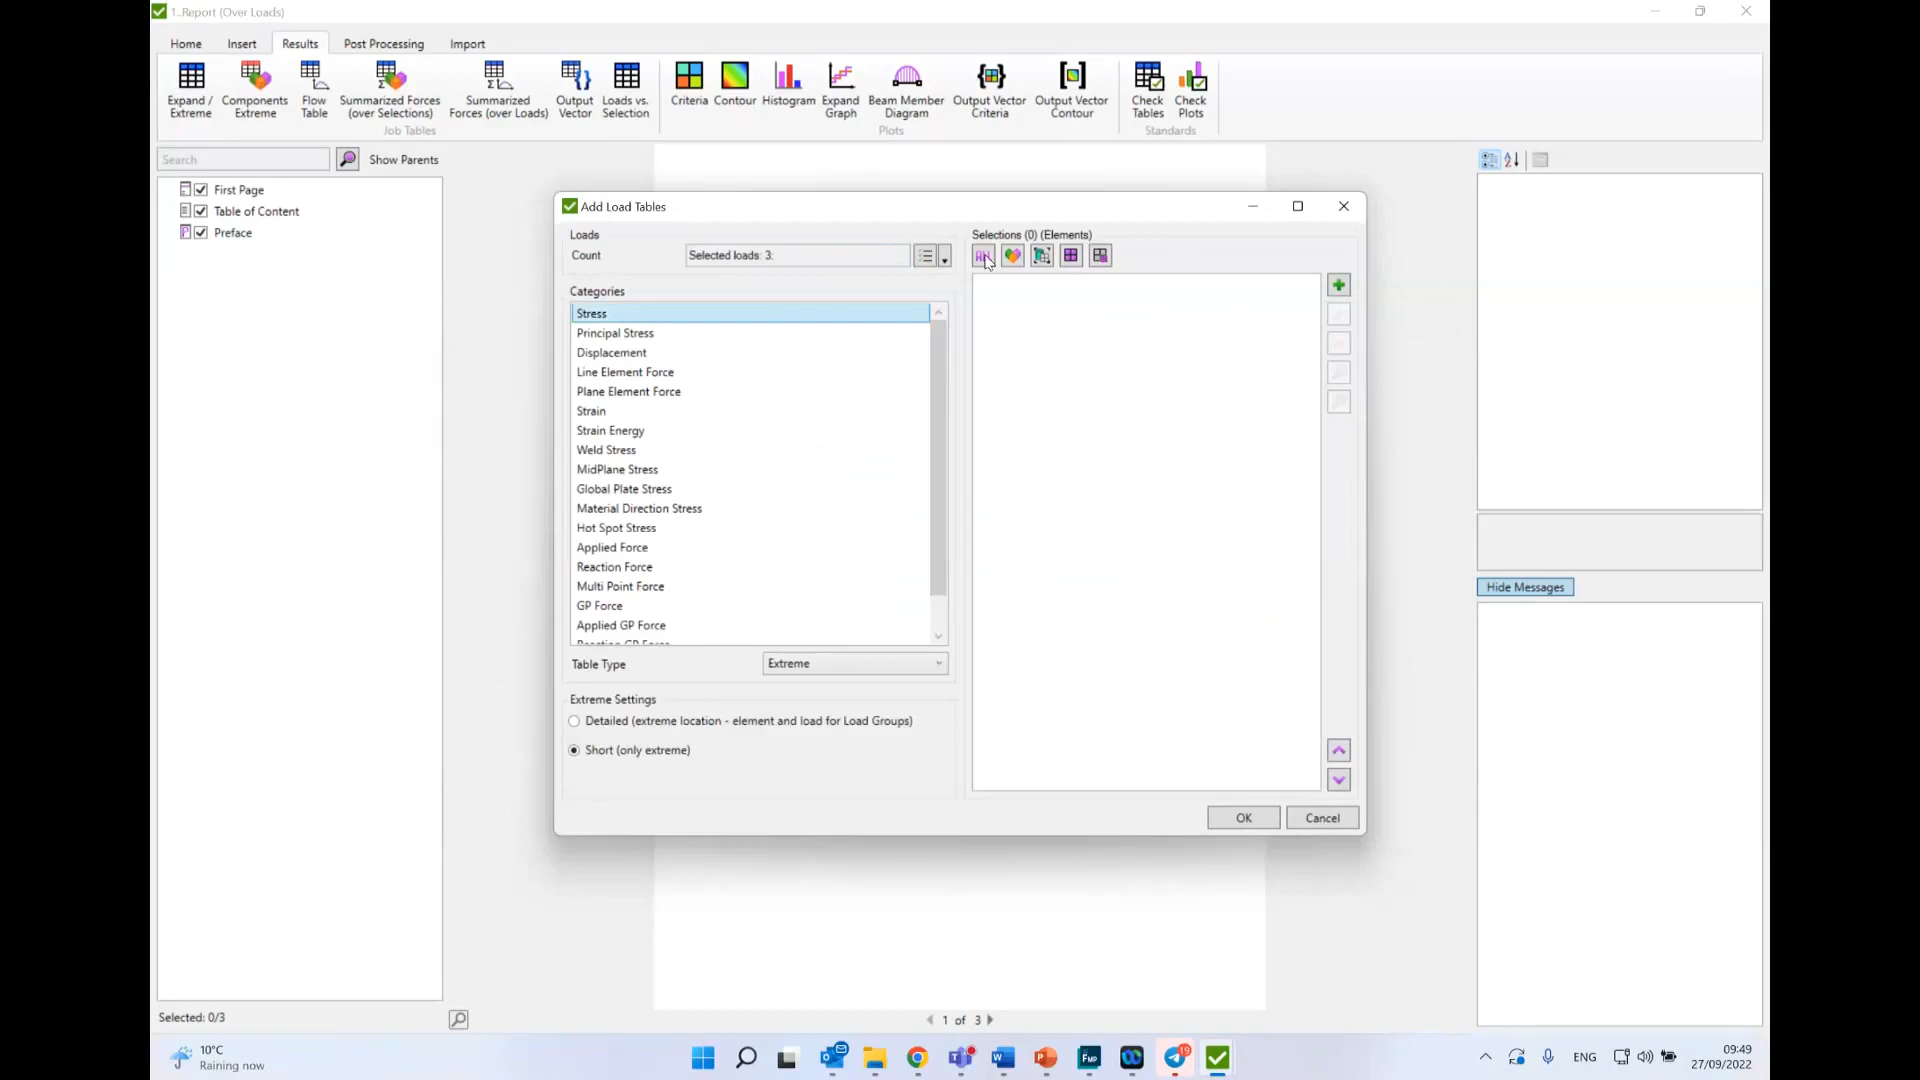 1..Report (Over Loads)
Home Insert Results Post Processing Import
Expand / Extreme
Components Extreme
Flow Table
Summarized Forces (over Selections)
Summarized Forces (over Loads)
Output Vector
Loads vs. Selection
Job Tables
Criteria
Contour
Histogram
Expand Graph
Beam Member Diagram
Output Vector Criteria
Output Vector Contour
Plots
Check Tables
Check Plots
Standards
Search
Show Parents
First Page
Table of Content
Preface
Selected: 0/3
Add Load Tables
Loads
Count Selected loads: 3:
Categories
Stress
Principal Stress
Displacement
Line Element Force
Plane Element Force
Strain
Strain Energy
Weld Stress
MidPlane Stress
Global Plate Stress
Material Direction Stress
Hot Spot Stress
Applied Force
Reaction Force
Multi Point Force
GP Force
Applied GP Force
Reaction GP Force
Table Type Extreme
Extreme Settings
Detailed (extreme location - element and load for Load Groups)
Short (only extreme)
Selections (0) (Elements)
OK Cancel
Hide Messages
1 of 3
10°C
Raining now
19
FMP
ENG
09:49
27/09/2022